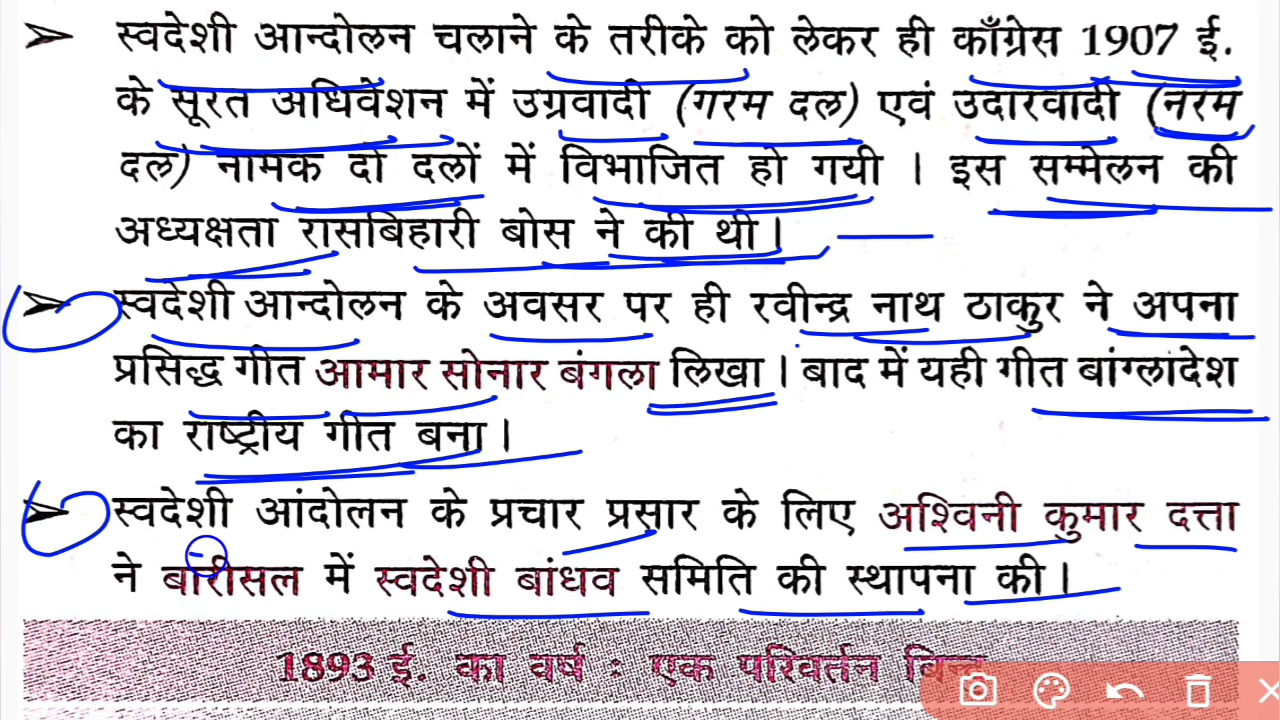 ➤ स्वदेशी आन्दोलन चलाने के तरीके को लेकर ही काँग्रेस 1907 ई.
के सूरत अधिवेशन में उग्रवादी (गरम दल) एवं उदारवादी (नरम
दल) नामक दो दलों में विभाजित हो गयी । इस सम्मेलन की
अध्यक्षता रासबिहारी बोस ने की थी।
➤ स्वदेशी आन्दोलन के अवसर पर ही रवीन्द्र नाथ ठाकुर ने अपना
प्रसिद्ध गीत आमार सोनार बंगला लिखा । बाद में यही गीत बांग्लादेश
का राष्ट्रीय गीत बना ।
➤ स्वदेशी आंदोलन के प्रचार प्रसार के लिए अश्विनी कुमार दत्ता
ने बारीसल में स्वदेशी बांधव समिति की स्थापना की ।
1893 ई. का वर्ष : एक परिवर्तन